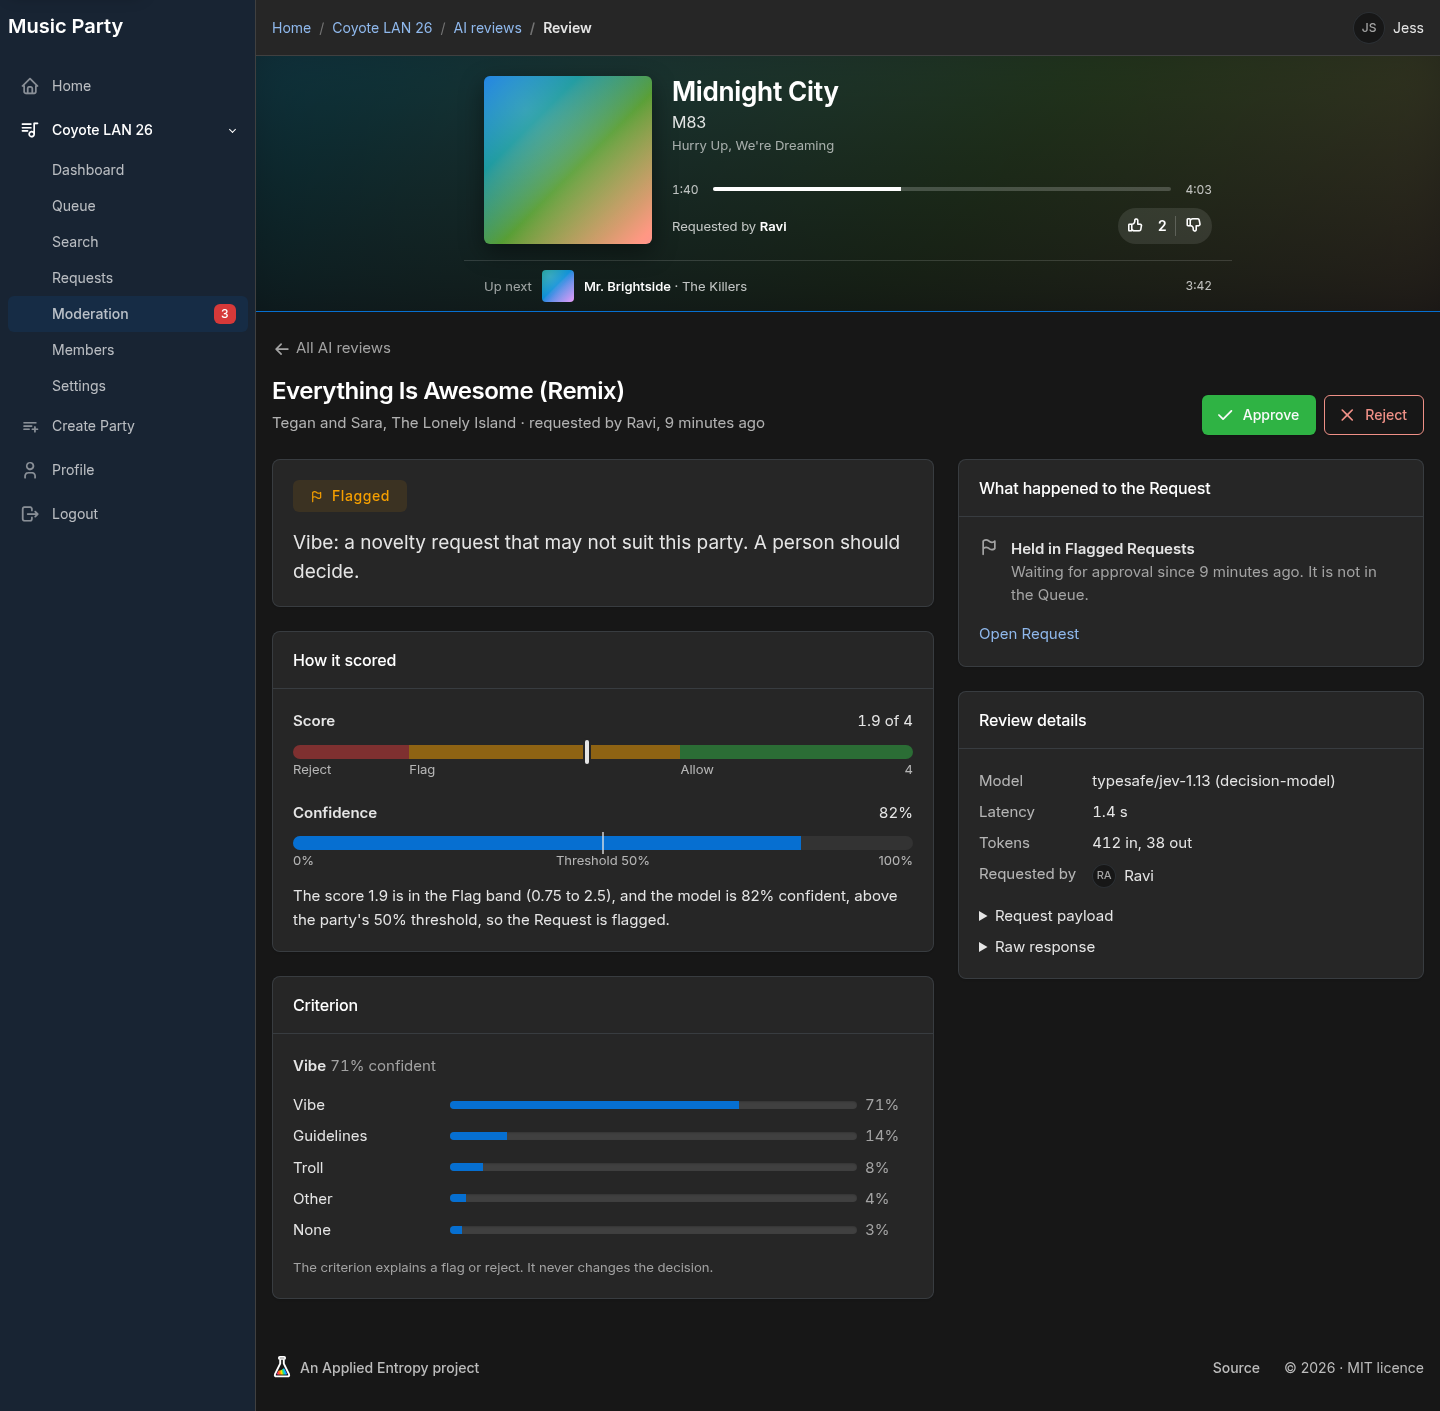 Music Party
Home
Coyote LAN 26
Dashboard
Queue
Search
Requests
Moderation 3
Members
Settings
Create Party
Profile
Logout
Home / Coyote LAN 26 / AI reviews / Review
JS Jess
Midnight City
M83
Hurry Up, We're Dreaming
1:40 4:03
Requested by Ravi 2
Up next Mr. Brightside · The Killers 3:42
All AI reviews
Everything Is Awesome (Remix)
Tegan and Sara, The Lonely Island · requested by Ravi, 9 minutes ago
Approve Reject
Flagged
Vibe: a novelty request that may not suit this party. A person should
decide.
How it scored
Score 1.9 of 4
Reject Flag Allow 4
Confidence 82%
0% Threshold 50% 100%
The score 1.9 is in the Flag band (0.75 to 2.5), and the model is 82% confident, above
the party's 50% threshold, so the Request is flagged.
Criterion
Vibe 71% confident
Vibe 71%
Guidelines 14%
Troll 8%
Other 4%
None 3%
The criterion explains a flag or reject. It never changes the decision.
What happened to the Request
Held in Flagged Requests
Waiting for approval since 9 minutes ago. It is not in
the Queue.
Open Request
Review details
Model typesafe/jev-1.13 (decision-model)
Latency 1.4 s
Tokens 412 in, 38 out
Requested by RA Ravi
Request payload
Raw response
An Applied Entropy project
Source © 2026 · MIT licence